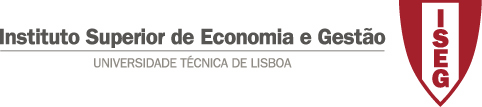 Instituto Superior de Economia e Gestão
UNIVERSIDADE TÉCNICA DE LISBOA
ISEG